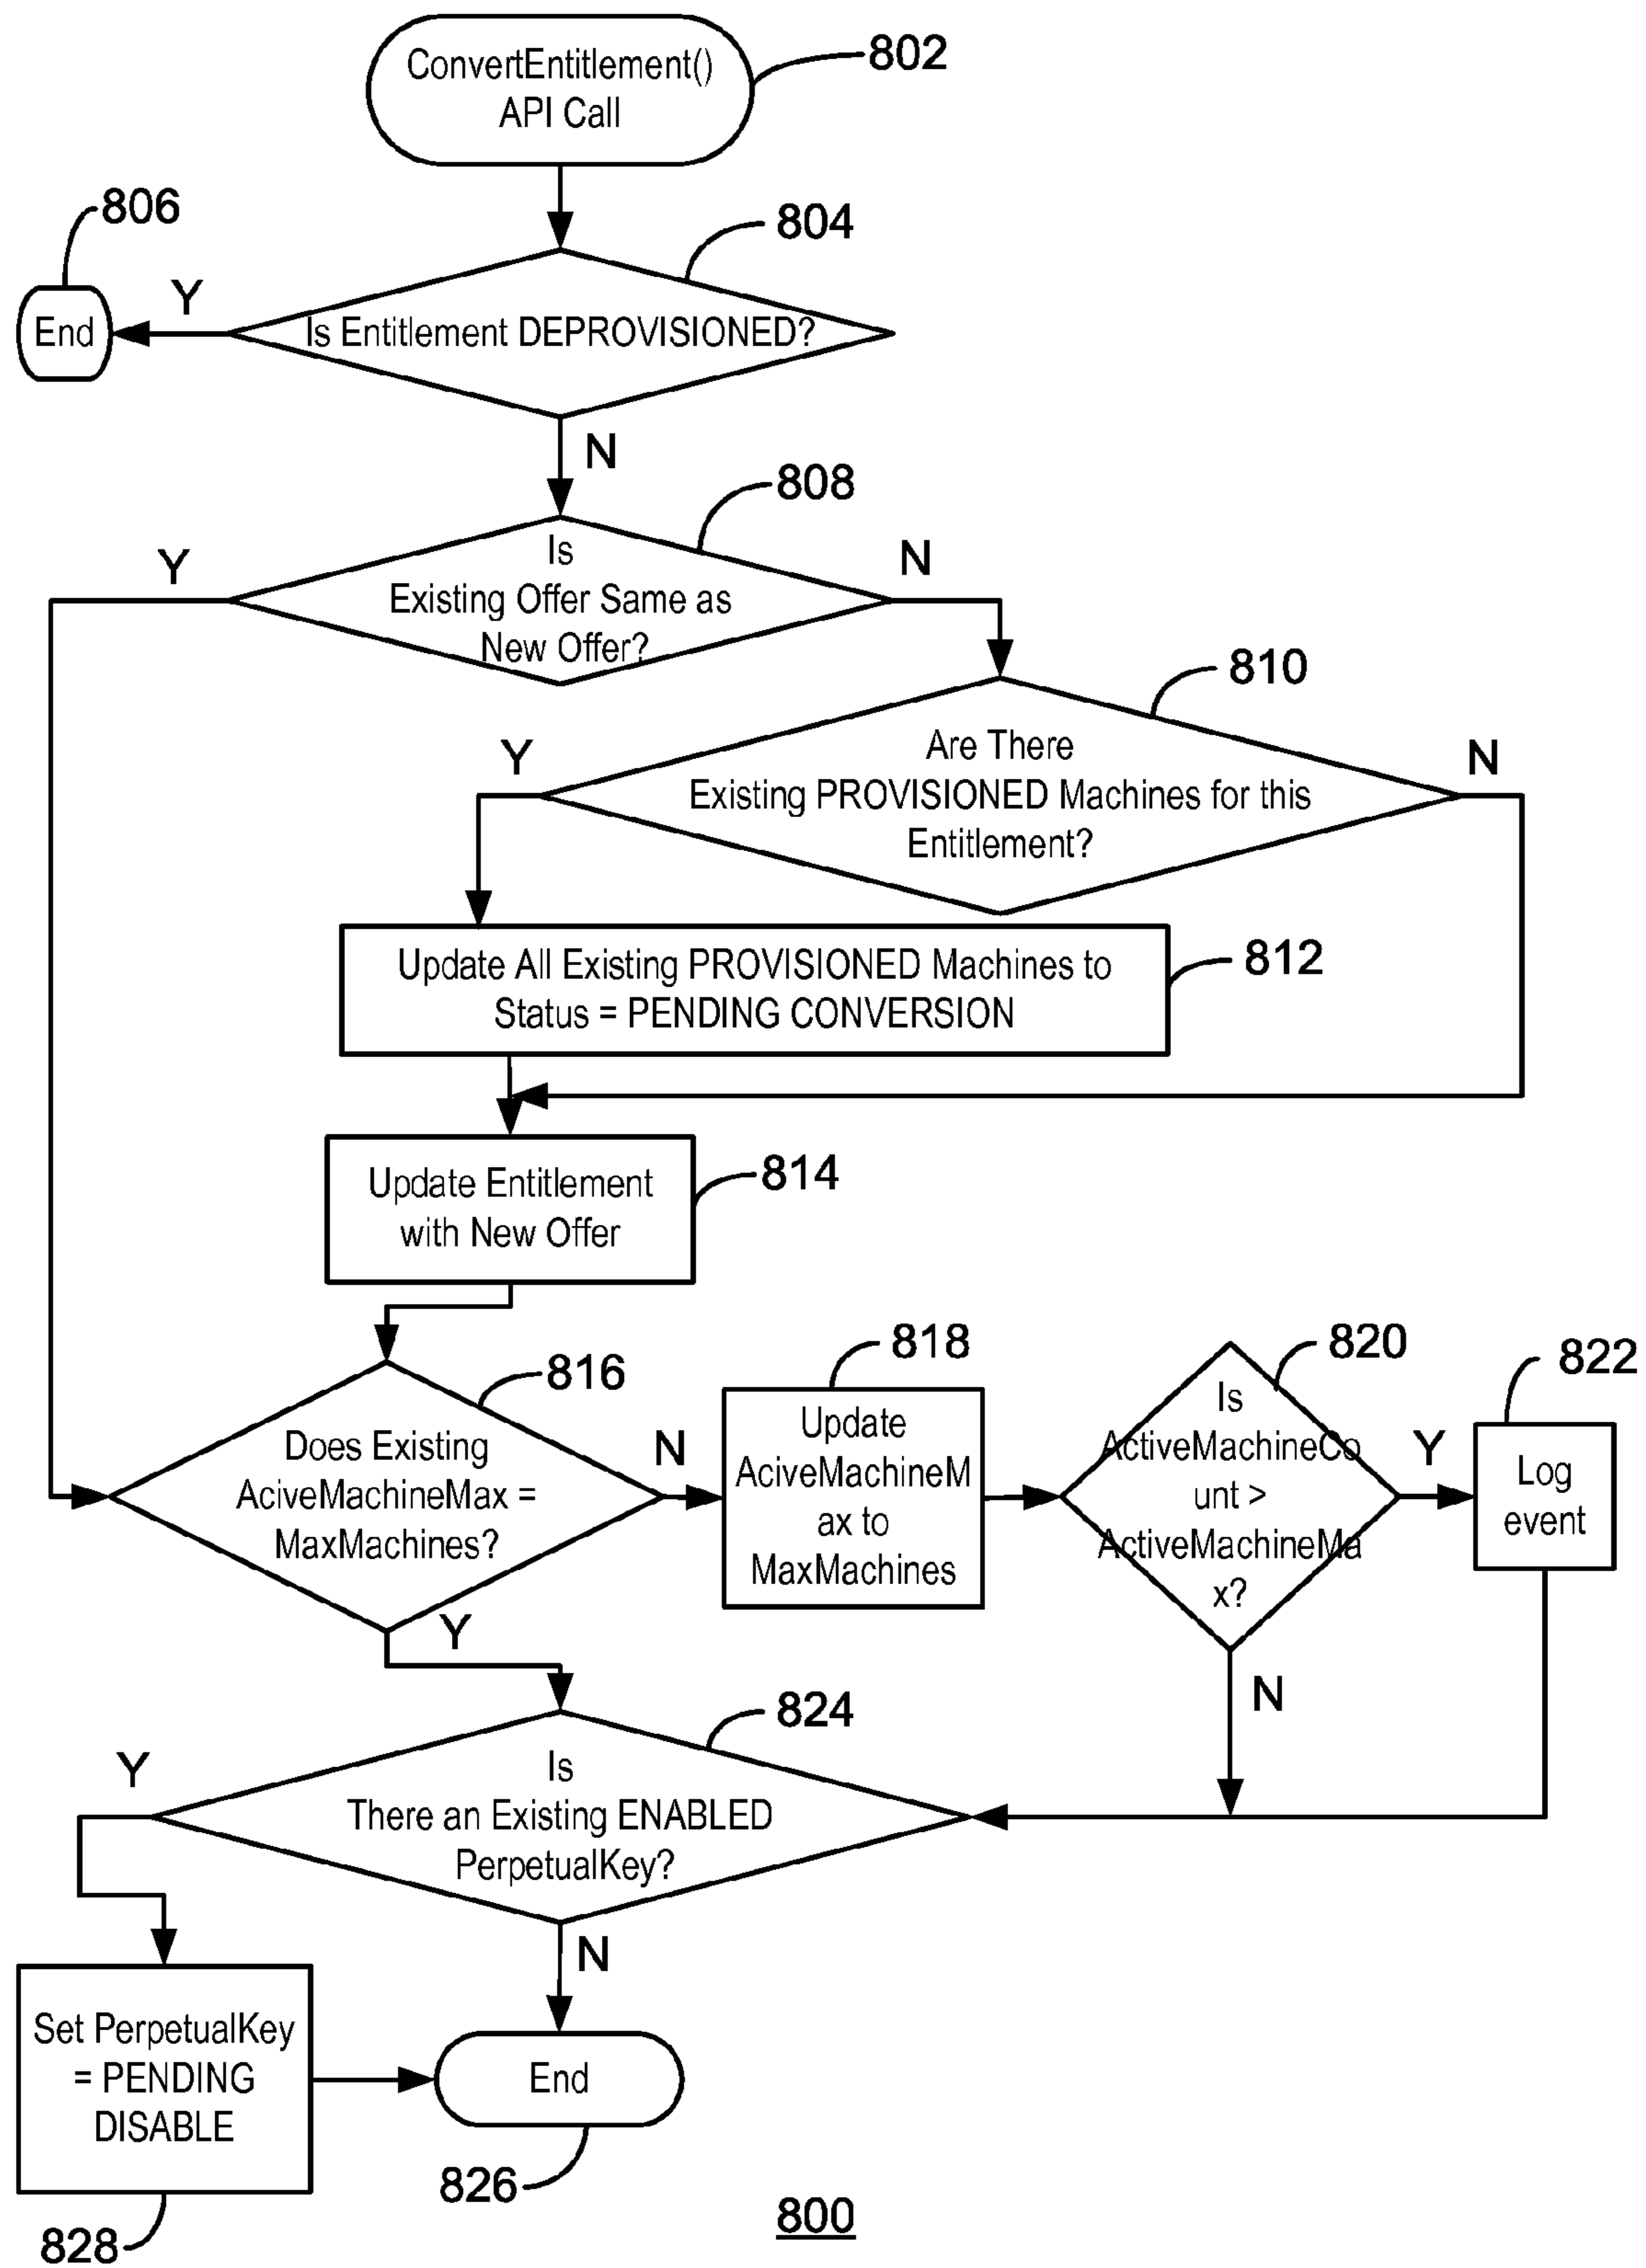 ConvertEntitlement()
API Call
802
806
804
Y
End
Is Entitlement DEPROVISIONED?
N
808
Y
N
Is
Existing Offer Same as
New Offer?
810
Y
N
Are There
Existing PROVISIONED Machines for this
Entitlement?
Update All Existing PROVISIONED Machines to
Status = PENDING CONVERSION
812
Update Entitlement
with New Offer
814
816
818
820
822
Does Existing
AciveMachineMax =
MaxMachines?
N
Update
AciveMachineM
ax to
MaxMachines
Is
ActiveMachineCo
unt >
ActiveMachineMa
x?
Y
Log
event
Y
N
824
Y
Is
There an Existing ENABLED
PerpetualKey?
N
Set PerpetualKey
= PENDING
DISABLE
End
826
828
800